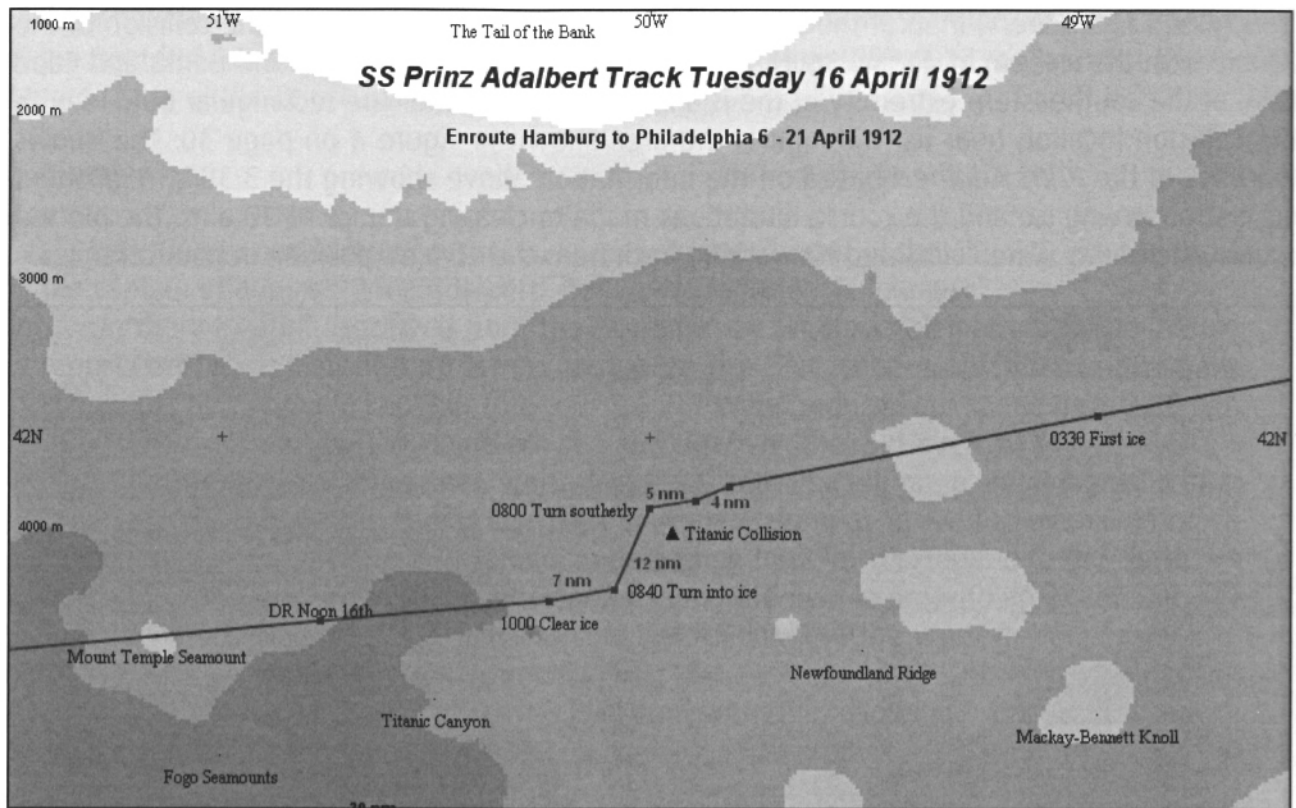 1000 m
51W
50W
49W
The Tail of the Bank
SS Prinz Adalbert Track Tuesday 16 April 1912
2000 m
Enroute Hamburg to Philadelphia 6 -21 April 1912
3000 m
42N
0330 First ice
42N
5 nm
4 nm
0800 Turn southerly
4000 m
Titanic Collision
12 nm
7 nm
0840 Turn into ice
DR Noon 16th
1000 Clear ice
Mount Temple Seamount
Newfoundland Ridge
Titanic Canyon
Mackay-Bennett Knoll
Fogo Seamounts